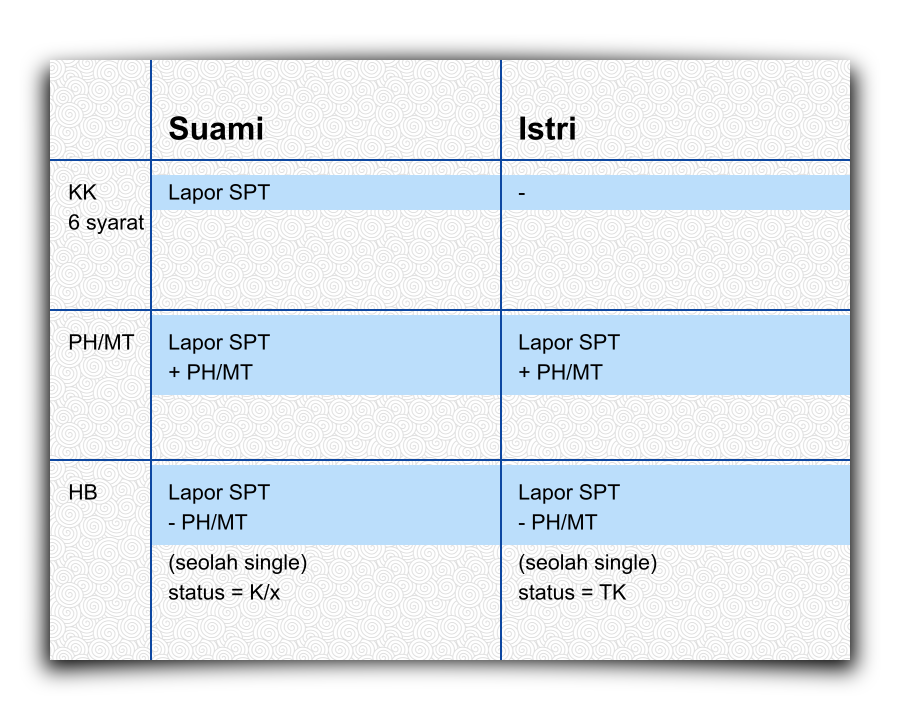 Suami
Istri
KK
6 syarat
Lapor SPT
-
PH/MT
Lapor SPT
+ PH/MT
Lapor SPT
+ PH/MT
HB
Lapor SPT
- PH/MT
(seolah single)
status = K/x
Lapor SPT
- PH/MT
(seolah single)
status = TK